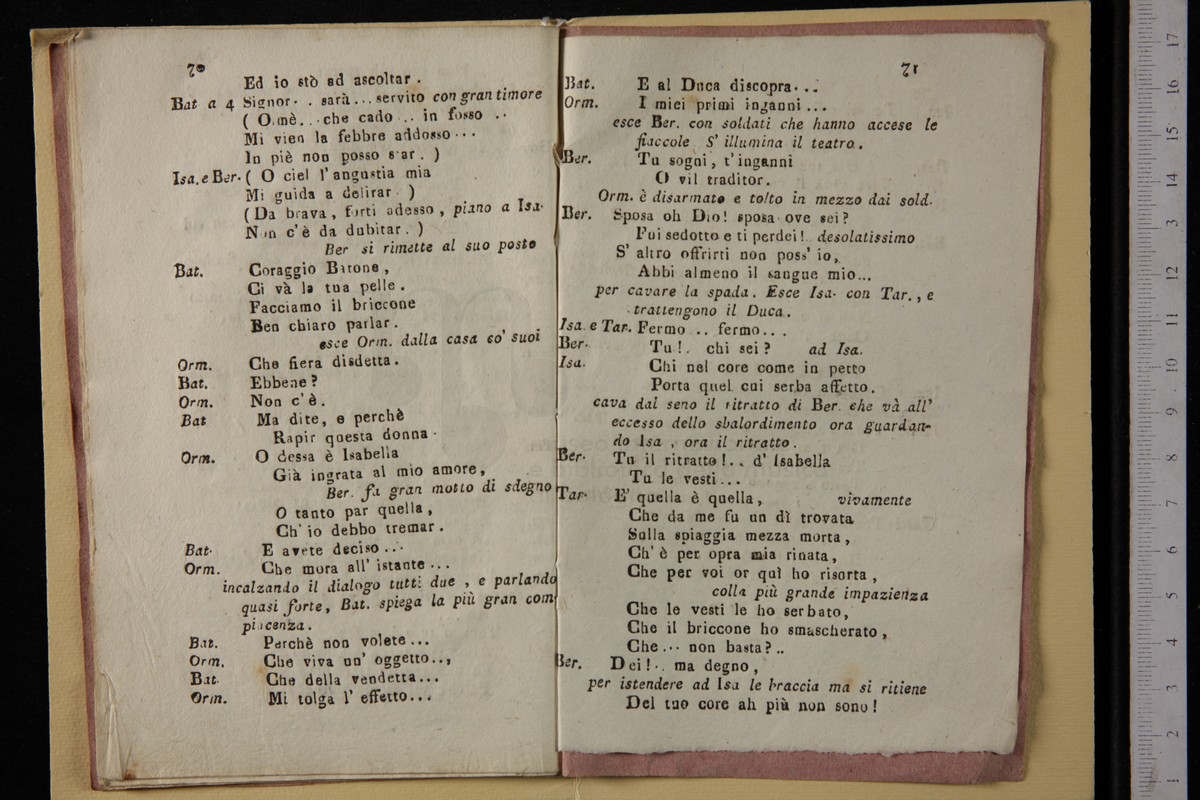 70
Ed io stò ad ascoltar.
Bat a 4 Signor. . sarà... servito con gran timore
( Oimè...che cado .. in fosso ..
Mi vien la febbre addosso...
In piè non posso star. )
Isa. e Ber. ( O ciel l'angustia mia
Mi guida a delirar. )
( Da brava, forti adesso, piano a Isa.
Non c'è da dubitar. )
Ber si rimette al suo posto
Bat. Coraggio Barone,
Ci và la tua pelle.
Facciamo il briccone
Ben chiaro parlar.
esce Orm. dalla casa co' suoi
Orm. Che fiera disdetta.
Bat. Ebbene?
Orm. Non c'è.
Bat Ma dite, e perchè
Rapir questa donna
Orm. O dessa è Isabella
Già ingrata al mio amore,
Ber. fa gran motto di sdegno
O tanto par quella,
Ch'io debbo tremar.
Bat. E avete deciso...
Orm. Che mora all'istante...
incalzando il dialogo tutti due, e parlando
quasi forte, Bat. spiega la più gran com
piacenza.
Bat. Perchè non volete...
Orm. Che viva un' oggetto...
Bat. Che della vendetta...
Orm. Mi tolga l'effetto...
71
Bat. E al Duca discopra...
Orm. I miei primi inganni...
esce Ber. con soldati che hanno accese le
fiaccole S'illumina il teatro.
Ber. Tu sogni, t'inganni
O vil traditor.
Orm. è disarmato e tolto in mezzo dai sold.
Ber. Sposa oh Dio! sposa ove sei?
Fui sedotto e ti perdei!. desolatissimo
S'altro offrirti non poss'io,
Abbi almeno il sangue mio...
per cavare la spada. Esce Isa. con Tar., e
trattengono il Duca.
Isa. e Tar. Fermo .. fermo...
Ber. Tu!. chi sei? ad Isa.
Isa. Chi nel core come in petto
Porta quel cui serba affetto.
cava dal seno il ritratto di Ber. che và all'
eccesso dello sbalordimento ora guardan-
do Isa, ora il ritratto.
Ber. Tu il ritratto!.. d'Isabella
Tu le vesti...
Tar. E' quella è quella, vivamente
Che da me fu un dì trovata
Sulla spiaggia mezza morta,
Ch'è per opra mia rinata,
Che per voi or quì ho risorta,
colla più grande impazienza
Che le vesti le ho serbato,
Che il briccone ho smascherato,
Che... non basta?..
Ber. Dei!.. ma degno,
per istendere ad Isa le braccia ma si ritiene
Del tuo core ah più non sono!